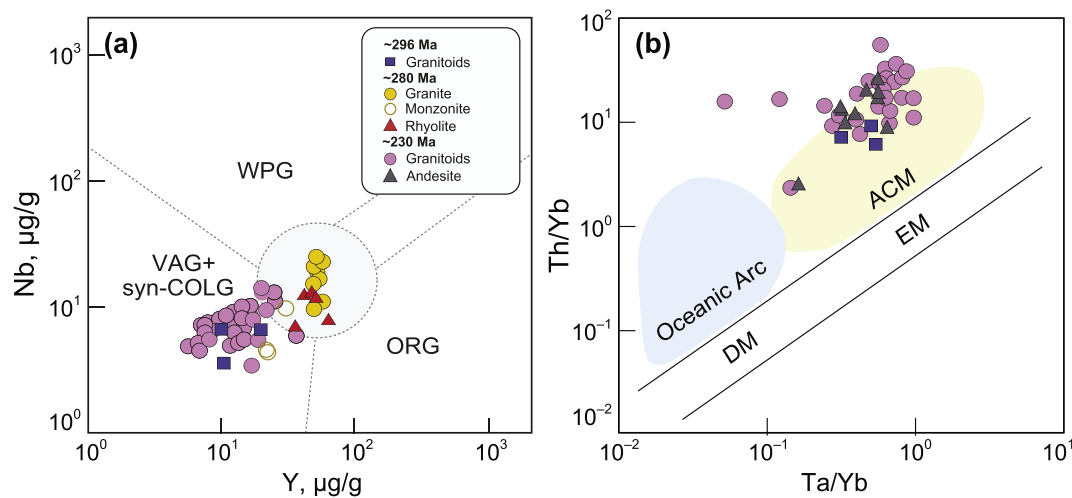 (a)
10³
10²
10¹
10⁰
Nb, µg/g
10⁰
10¹
10²
10³
Y, µg/g
WPG
VAG+
syn-COLG
ORG
~296 Ma
Granitoids
~280 Ma
Granite
Monzonite
Rhyolite
~230 Ma
Granitoids
Andesite
(b)
10²
10¹
10⁰
10⁻¹
10⁻²
Th/Yb
10⁻²
10⁻¹
10⁰
10¹
Ta/Yb
ACM
EM
Oceanic Arc
DM